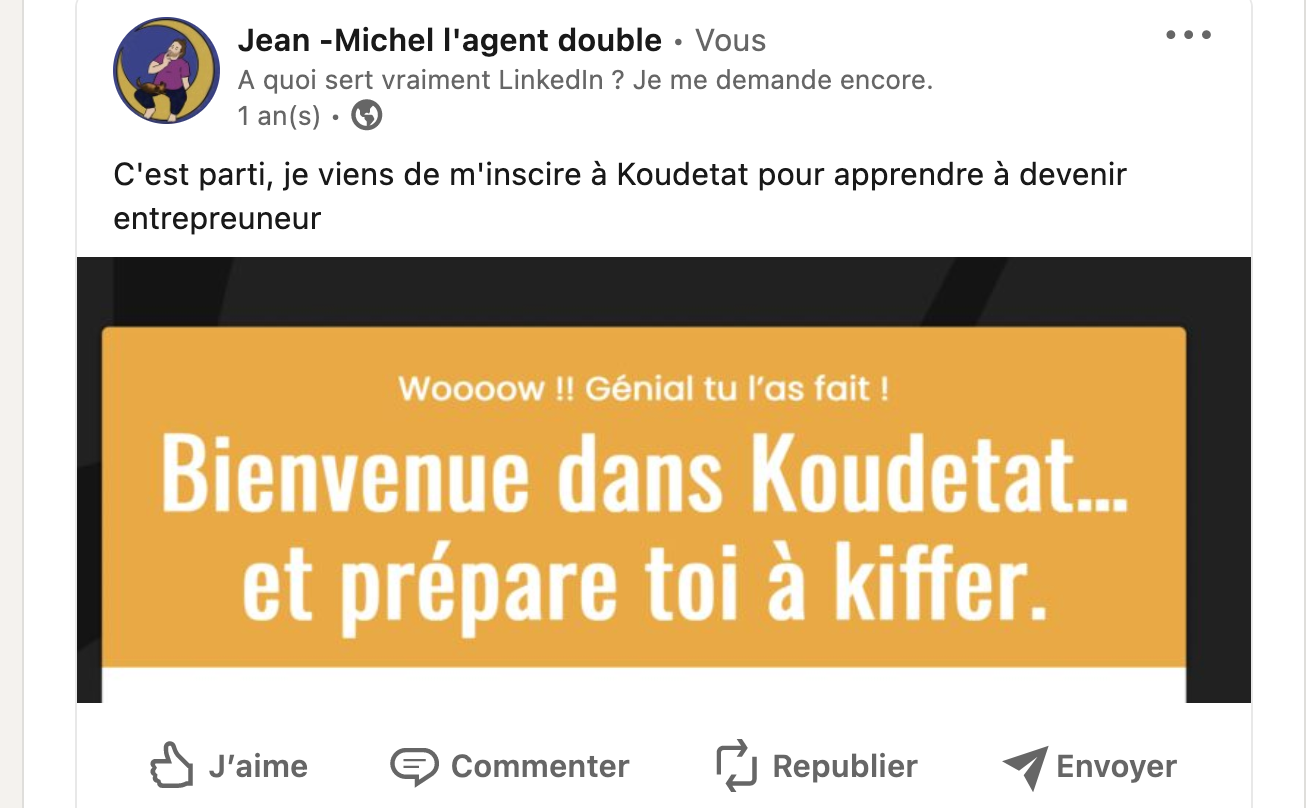 Jean -Michel l'agent double • Vous
A quoi sert vraiment LinkedIn ? Je me demande encore.
1 an(s) •
C'est parti, je viens de m'inscire à Koudetat pour apprendre à devenir
entrepreuneur
Woooow !! Génial tu l’as fait !
Bienvenue dans Koudetat...
et prépare toi à kiffer.
J’aime Commenter Republier Envoyer